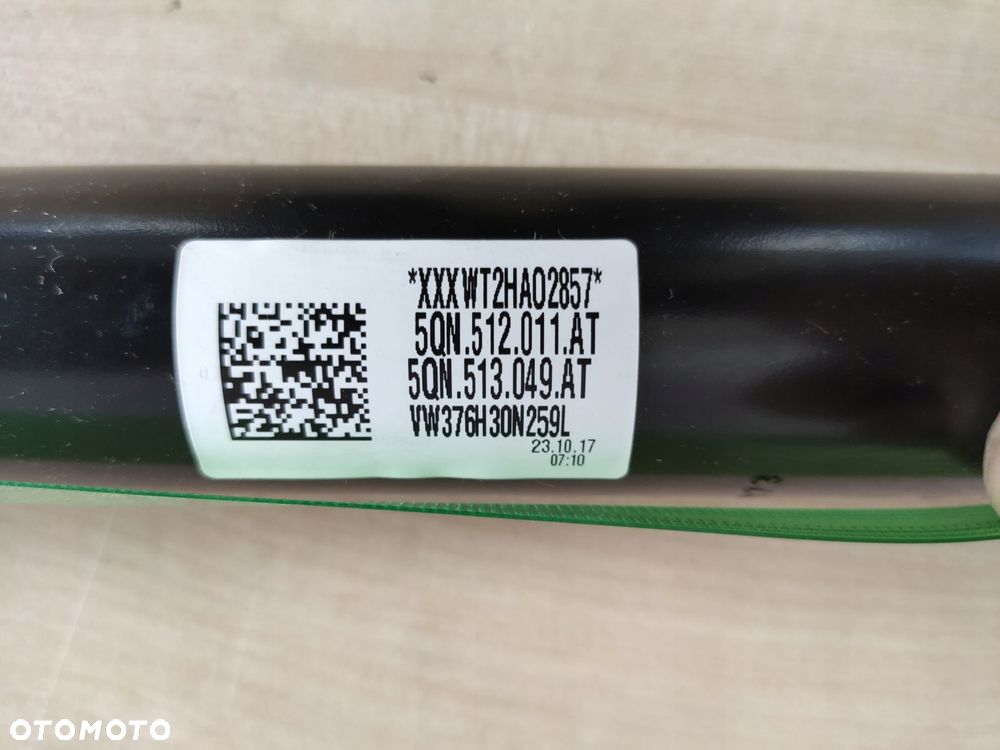 *XXXWT2HA02857*
5QN.512.011.AT
5QN.513.049.AT
VW376H30N259L
23.10.17
07:10
OTOMOTO